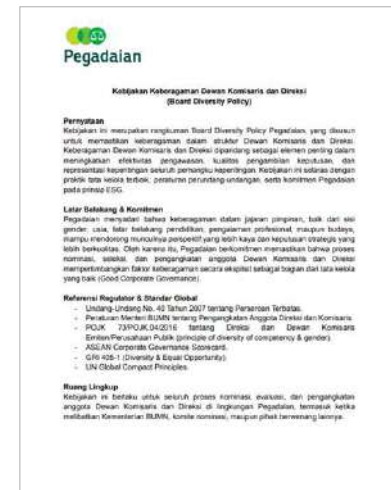 Pegadaian
Kebijakan Keberagaman Dewan Komisaris dan Direksi
(Board Diversity Policy)
Pernyataan
Kebijakan ini merupakan rangkuman Board Diversity Policy Pegadaian, yang disusun
untuk memastikan keberagaman dalam struktur Dewan Komisaris dan Direksi.
Keberagaman Dewan Komisaris dan Direksi dipandang sebagai elemen penting dalam
meningkatkan efektivitas pengawasan, kualitas pengambilan keputusan, dan
representasi kepentingan seluruh pemangku kepentingan. Kebijakan ini selaras dengan
praktik tata kelola terbaik, peraturan perundang-undangan, serta komitmen Pegadaian
pada prinsip ESG.
Latar Belakang & Komitmen
Pegadaian menyadari bahwa keberagaman dalam jajaran pimpinan, baik dari sisi
gender, usia, latar belakang pendidikan, pengalaman profesional, maupun budaya,
mampu mendorong munculnya perspektif yang lebih kaya dan keputusan strategis yang
lebih berkualitas. Oleh karena itu, Pegadaian berkomitmen memastikan bahwa proses
nominasi, seleksi, dan pengangkatan anggota Dewan Komisaris dan Direksi
mempertimbangkan faktor keberagaman secara eksplisit sebagai bagian dari tata kelola
yang baik (Good Corporate Governance).
Referensi Regulator & Standar Global
- Undang-Undang No. 40 Tahun 2007 tentang Perseroan Terbatas.
- Peraturan Menteri BUMN tentang Pengangkatan Anggota Direksi dan Komisaris.
- POJK 73/POJK.04/2016 tentang Direksi dan Dewan Komisaris
Emiten/Perusahaan Publik (principle of diversity of competency & gender).
- ASEAN Corporate Governance Scorecard.
- GRI 405-1 (Diversity & Equal Opportunity).
- UN Global Compact Principles.
Ruang Lingkup
Kebijakan ini berlaku untuk seluruh proses nominasi, evaluasi, dan pengangkatan
anggota Dewan Komisaris dan Direksi di lingkungan Pegadaian, termasuk ketika
melibatkan Kementerian BUMN, komite nominasi, maupun pihak berwenang lainnya.